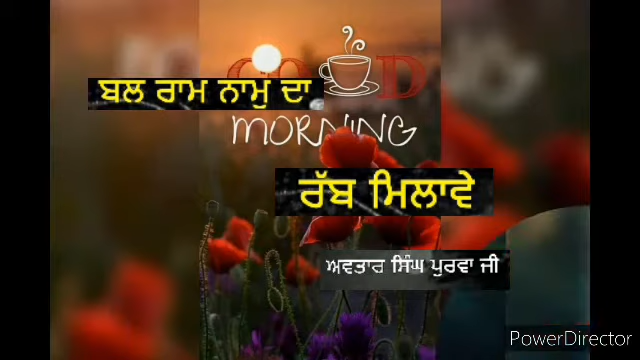 GOOD
ਬਲ ਰਾਮ ਨਾਮੁ ਦਾ
MORNING
ਰੱਬ ਮਿਲਾਵੇ
ਅਵਤਾਰ ਸਿੰਘ ਪੁਰਵਾ ਜੀ
PowerDirector